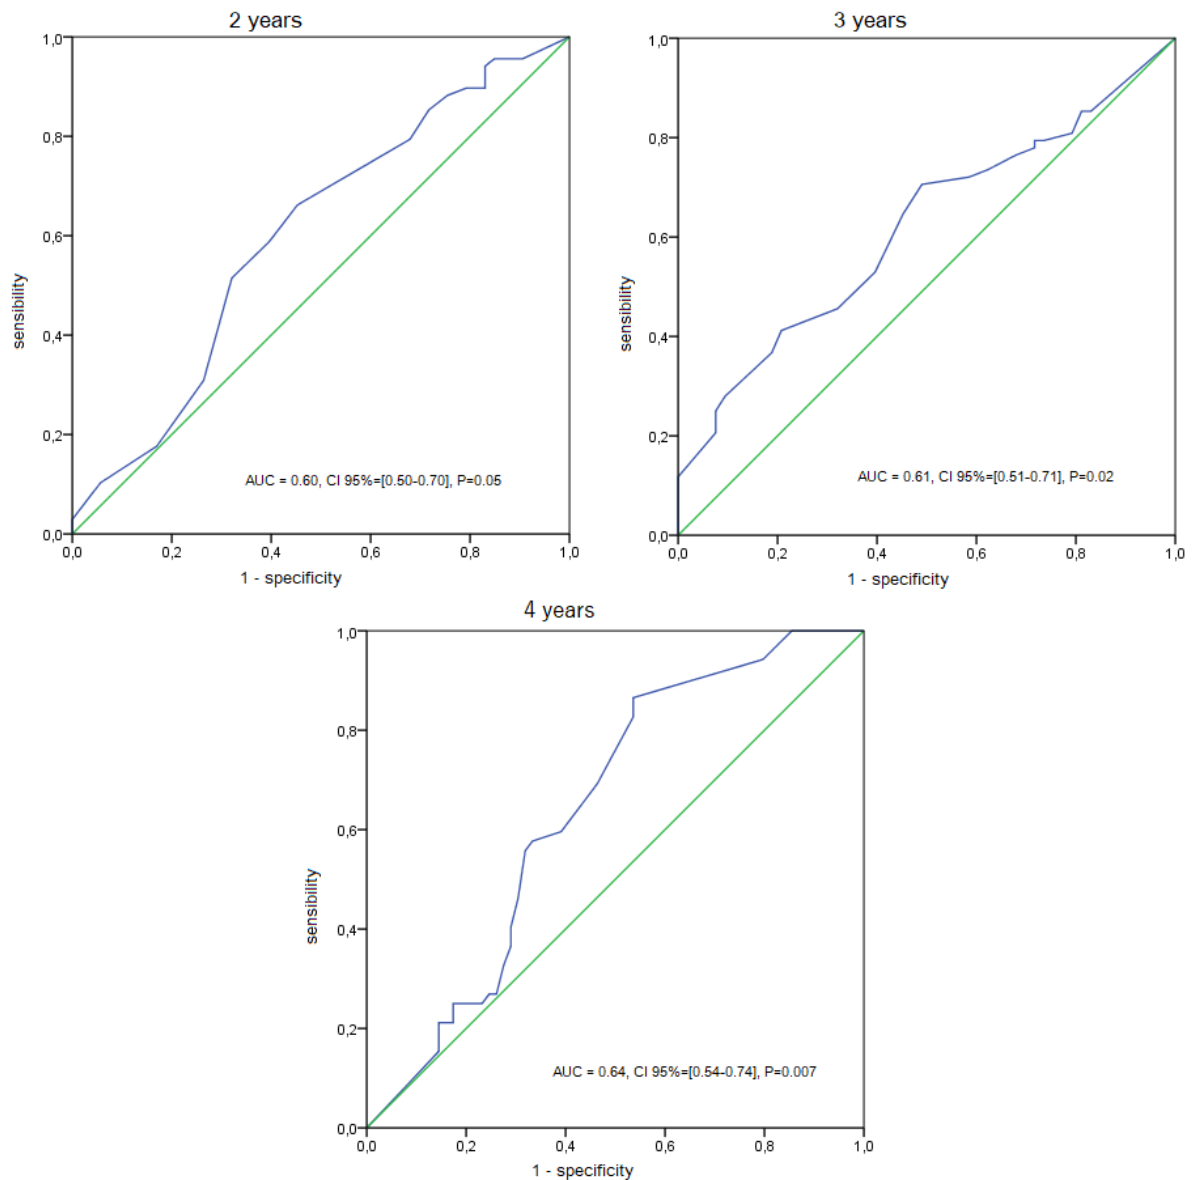 2 years
1,0
0,8
0,6
0,4
0,2
0,0
sensibility
AUC = 0.60, CI 95%=[0.50-0.70], P=0.05
0,0 0,2 0,4 0,6 0,8 1,0
1 - specificity
3 years
1,0
0,8
0,6
0,4
0,2
0,0
sensibility
AUC = 0.61, CI 95%=[0.51-0.71], P=0.02
0,0 0,2 0,4 0,6 0,8 1,0
1 - specificity
4 years
1,0
0,8
0,6
0,4
0,2
0,0
sensibility
AUC = 0.64, CI 95%=[0.54-0.74], P=0.007
0,0 0,2 0,4 0,6 0,8 1,0
1 - specificity